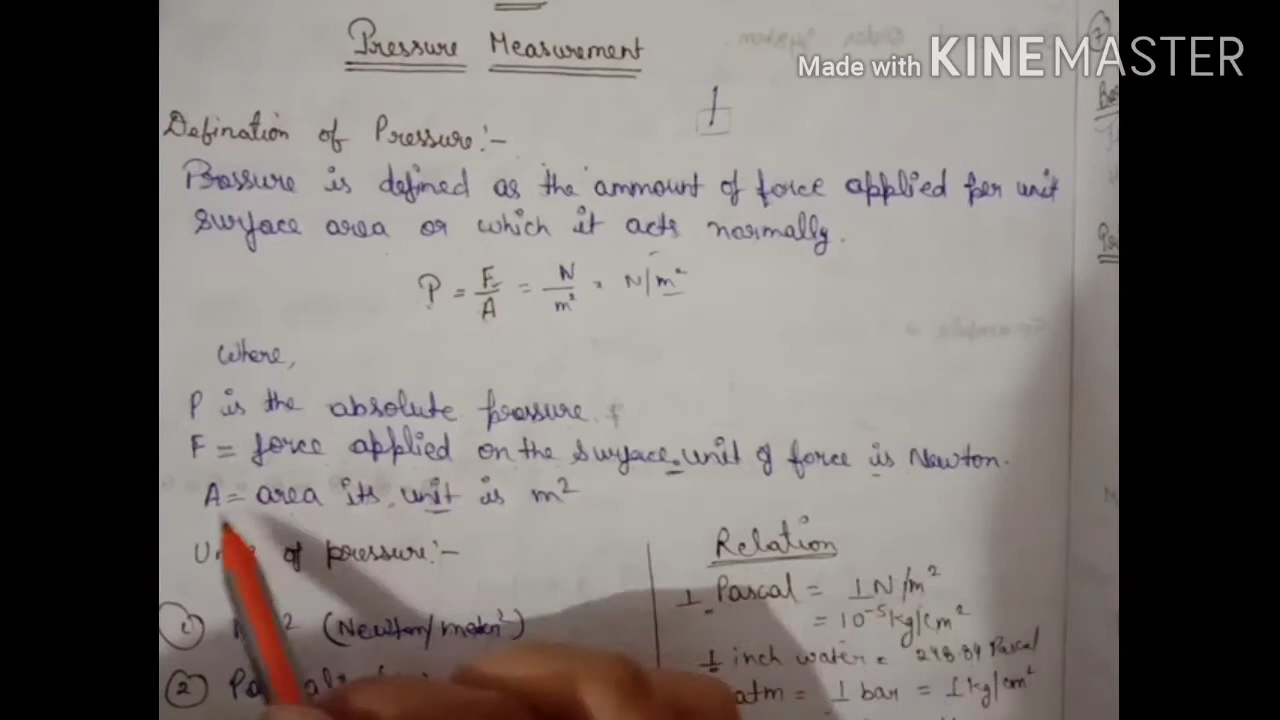 Pressure Measurement
Made with KINEMASTER
Defination of Pressure:-
Pressure is defined as the ammount of force applied per unit
surface area or which it acts normally.
P = F/A = N/m² = N/m²
where,
P is the absolute pressure.
F = force applied on the surface, unit of force is Newton.
A = area its unit is m²
of pressure:-
Relation
1 Pascal = 1 N/m²
= 10⁻⁵ kg/cm²
1 inch water = 248.84 Pascal
atm = 1 bar = 1 kg/cm²
① 2 (Newton/meter²)
②